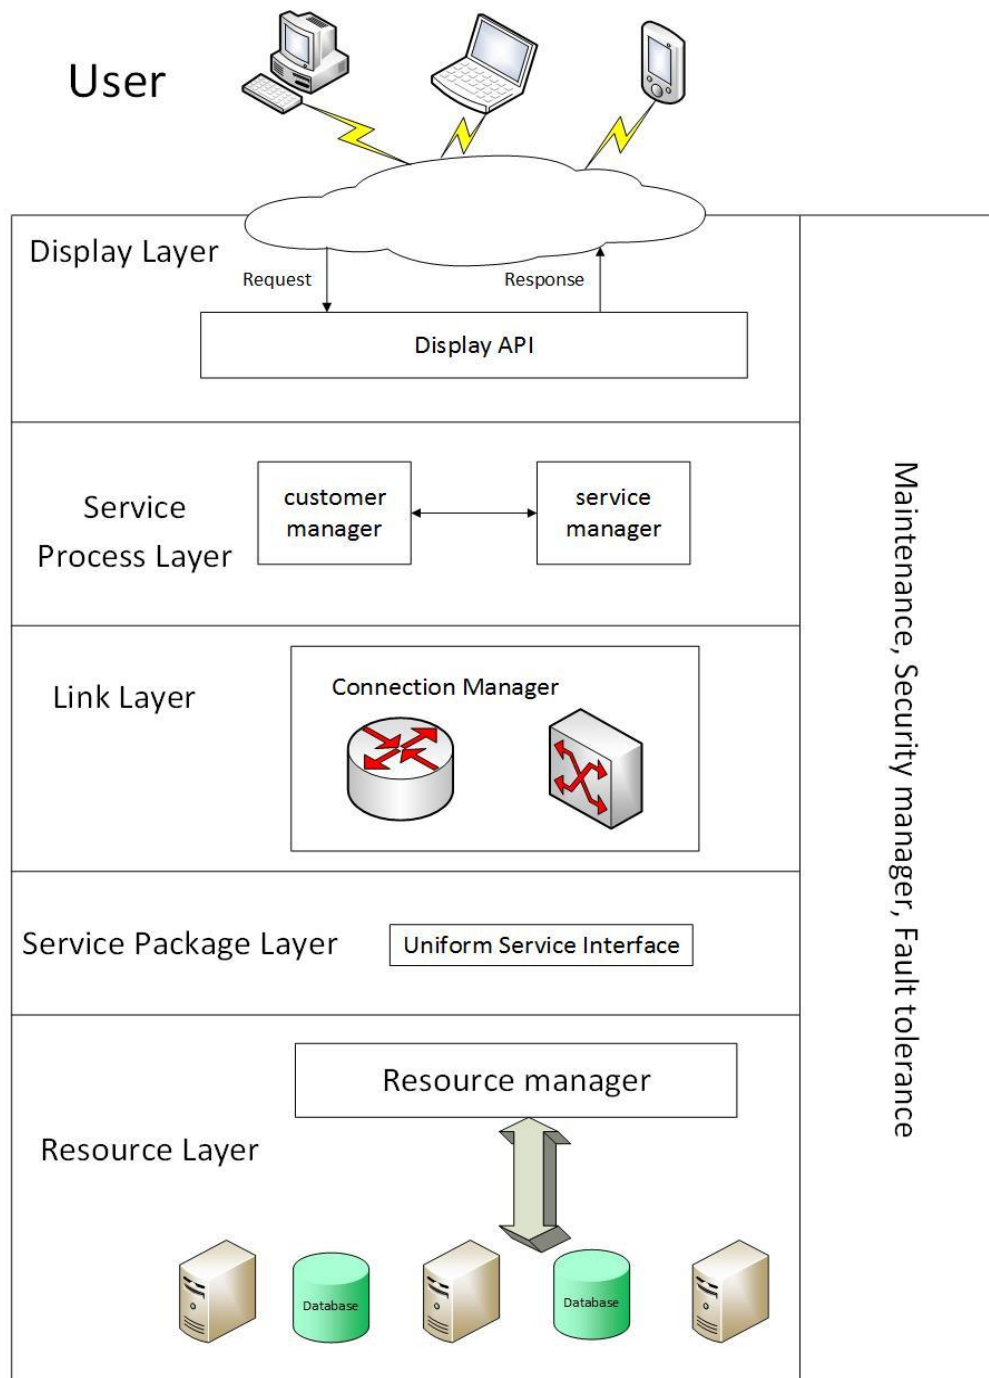 User
Display Layer
Request
Response
Display API
Service
Process Layer
customer
manager
service
manager
Link Layer
Connection Manager
Service Package Layer
Uniform Service Interface
Resource manager
Resource Layer
Database
Database
Maintenance, Security manager, Fault tolerance